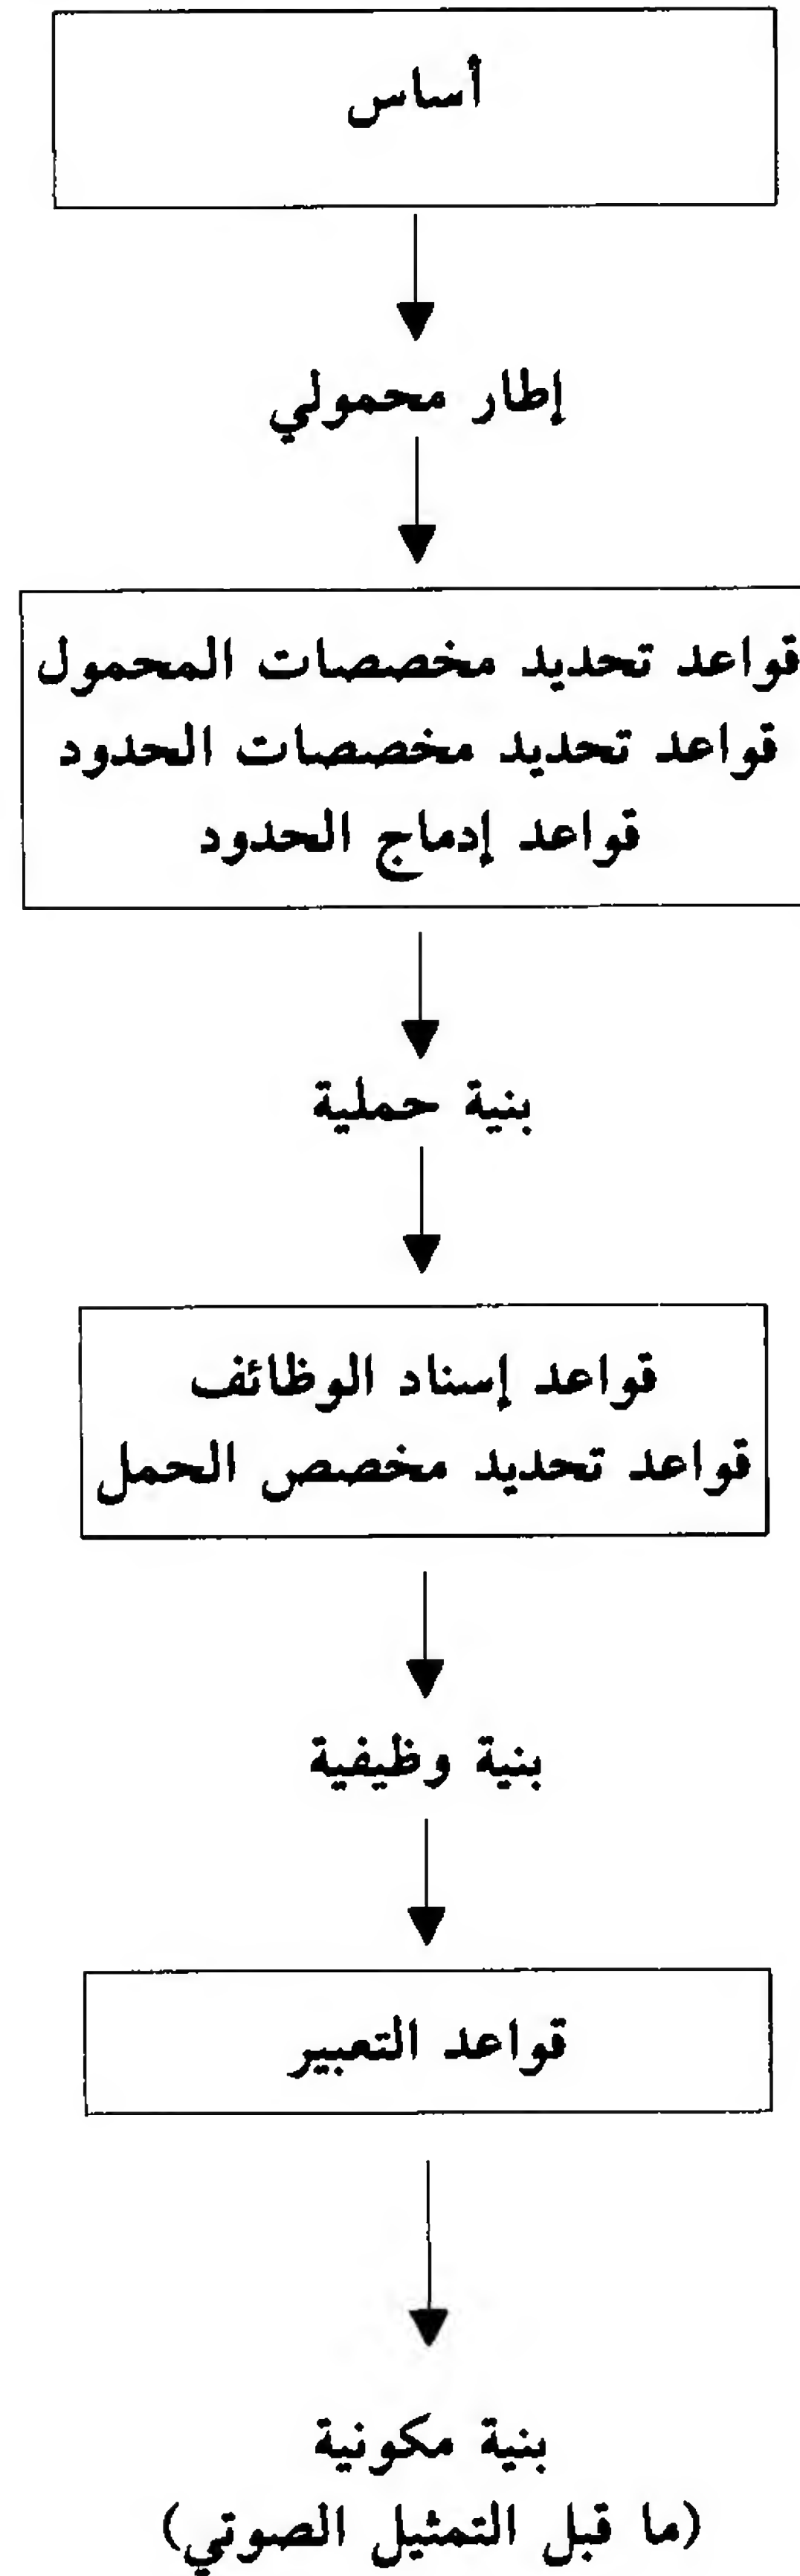 أساس
إطار محمولي
قواعد تحديد مخصصات المحمول
قواعد تحديد مخصصات الحدود
قواعد إدماج الحدود
بنية حملية
قواعد إسناد الوظائف
قواعد تحديد مخصص الحمل
بنية وظيفية
قواعد التعبير
بنية مكونية
(ما قبل التمثيل الصوتي)